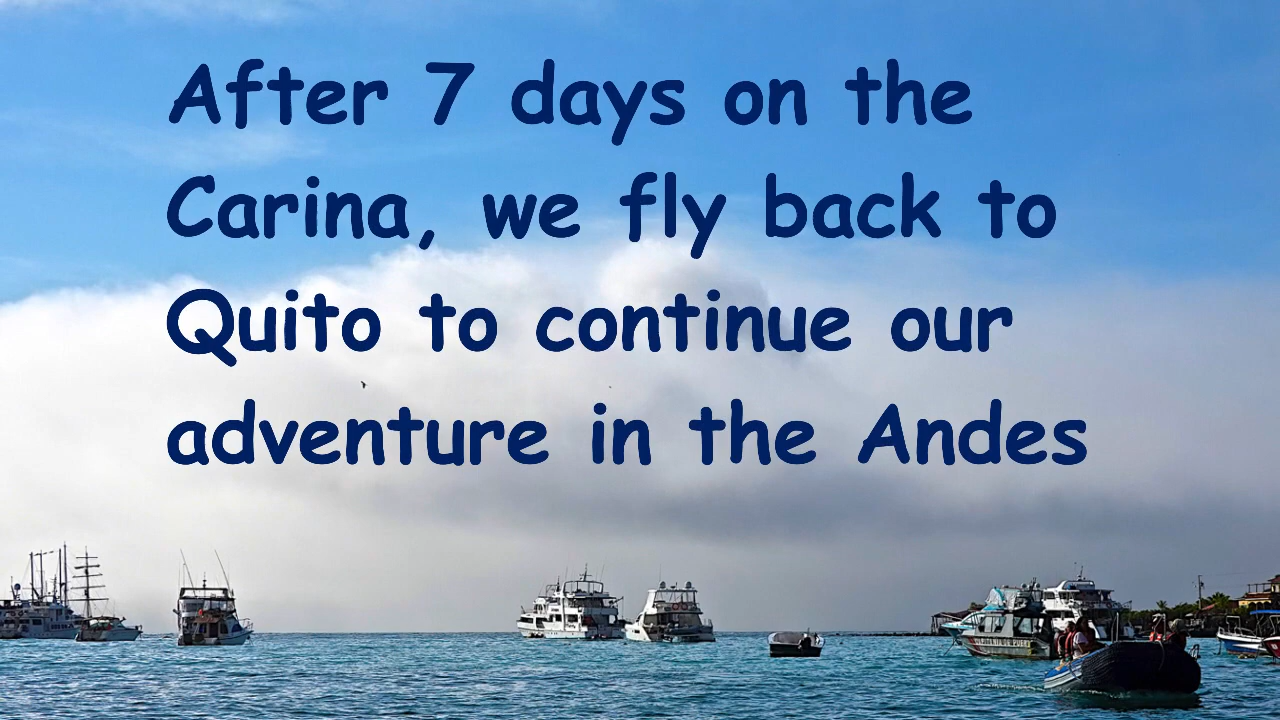 After 7 days on the
Carina, we fly back to
Quito to continue our
adventure in the Andes